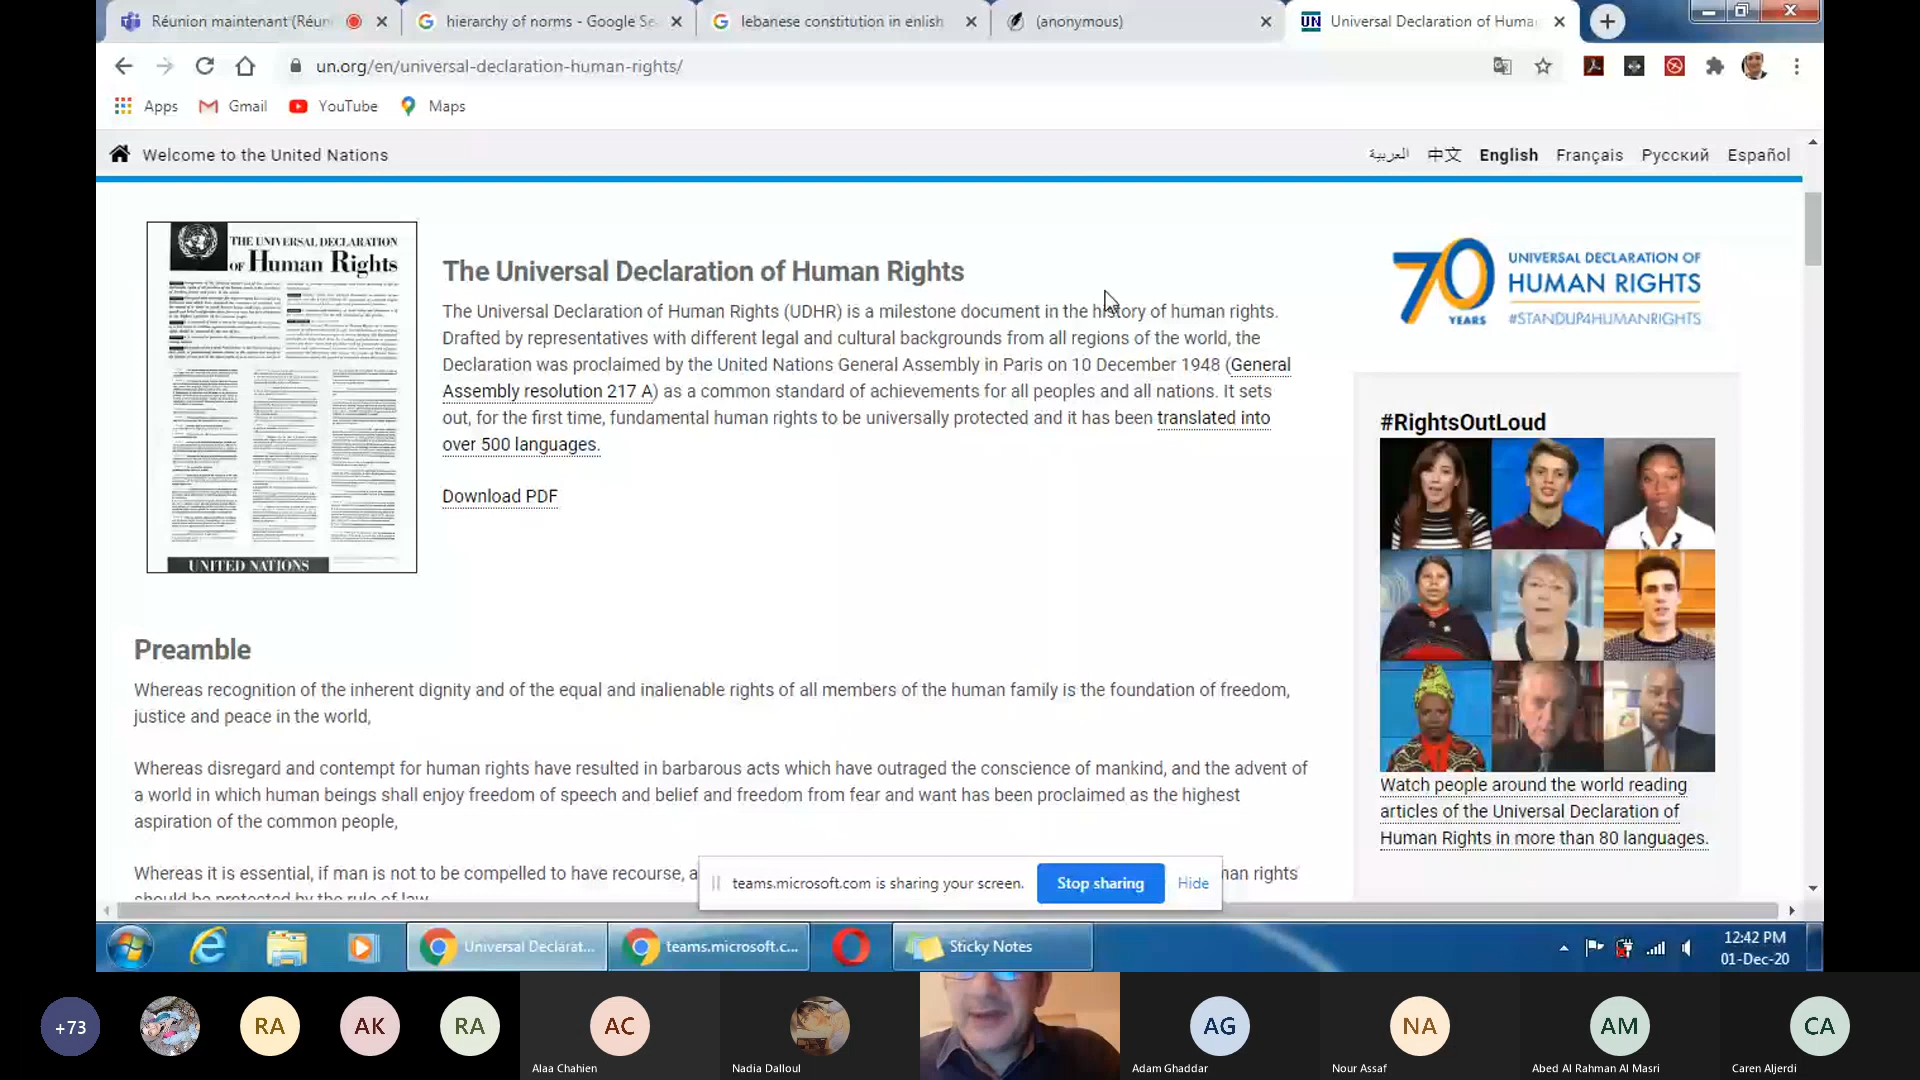 Réunion maintenant (Réun
hierarchy of norms - Google Se
lebanese constitution in enlish
(anonymous)
UN
Universal Declaration of Huma
un.org/en/universal-declaration-human-rights/
Apps
Gmail
YouTube
Maps
Welcome to the United Nations
العربية
中文
English
Français
Русский
Español
THE UNIVERSAL DECLARATION
OF Human Rights
UNITED NATIONS
The Universal Declaration of Human Rights
The Universal Declaration of Human Rights (UDHR) is a milestone document in the history of human rights.
Drafted by representatives with different legal and cultural backgrounds from all regions of the world, the
Declaration was proclaimed by the United Nations General Assembly in Paris on 10 December 1948 (General
Assembly resolution 217 A) as a common standard of achievements for all peoples and all nations. It sets
out, for the first time, fundamental human rights to be universally protected and it has been translated into
over 500 languages.
Download PDF
70
YEARS
UNIVERSAL DECLARATION OF
HUMAN RIGHTS
#STANDUP4HUMANRIGHTS
#RightsOutLoud
Watch people around the world reading
articles of the Universal Declaration of
Human Rights in more than 80 languages.
Preamble
Whereas recognition of the inherent dignity and of the equal and inalienable rights of all members of the human family is the foundation of freedom,
justice and peace in the world,
Whereas disregard and contempt for human rights have resulted in barbarous acts which have outraged the conscience of mankind, and the advent of
a world in which human beings shall enjoy freedom of speech and belief and freedom from fear and want has been proclaimed as the highest
aspiration of the common people,
Whereas it is essential, if man is not to be compelled to have recourse, a
man rights
should be protected by the rule of law
teams.microsoft.com is sharing your screen.
Stop sharing
Hide
Universal Declarat...
teams.microsoft.c...
Sticky Notes
12:42 PM
01-Dec-20
+73
RA
AK
RA
AC
Alaa Chahien
Nadia Dalloul
AG
Adam Ghaddar
NA
Nour Assaf
AM
Abed Al Rahman Al Masri
CA
Caren Aljerdi